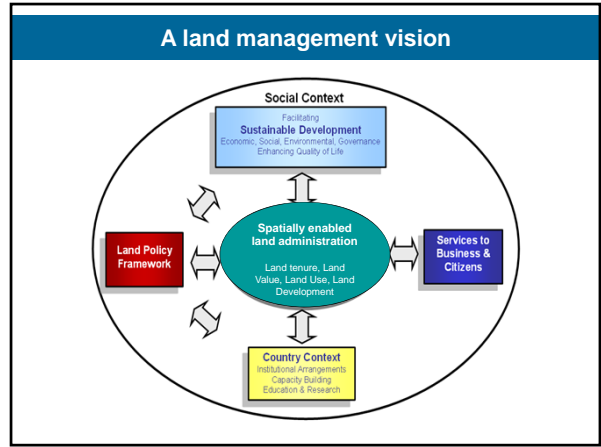 A land management vision
Social Context
Facilitating
Sustainable Development
Economic, Social, Environmental, Governance
Enhancing Quality of Life
Land Policy
Framework
Spatially enabled
land administration
Land tenure, Land
Value, Land Use, Land
Development
Services to
Business &
Citizens
Country Context
Institutional Arrangements
Capacity Building
Education & Research